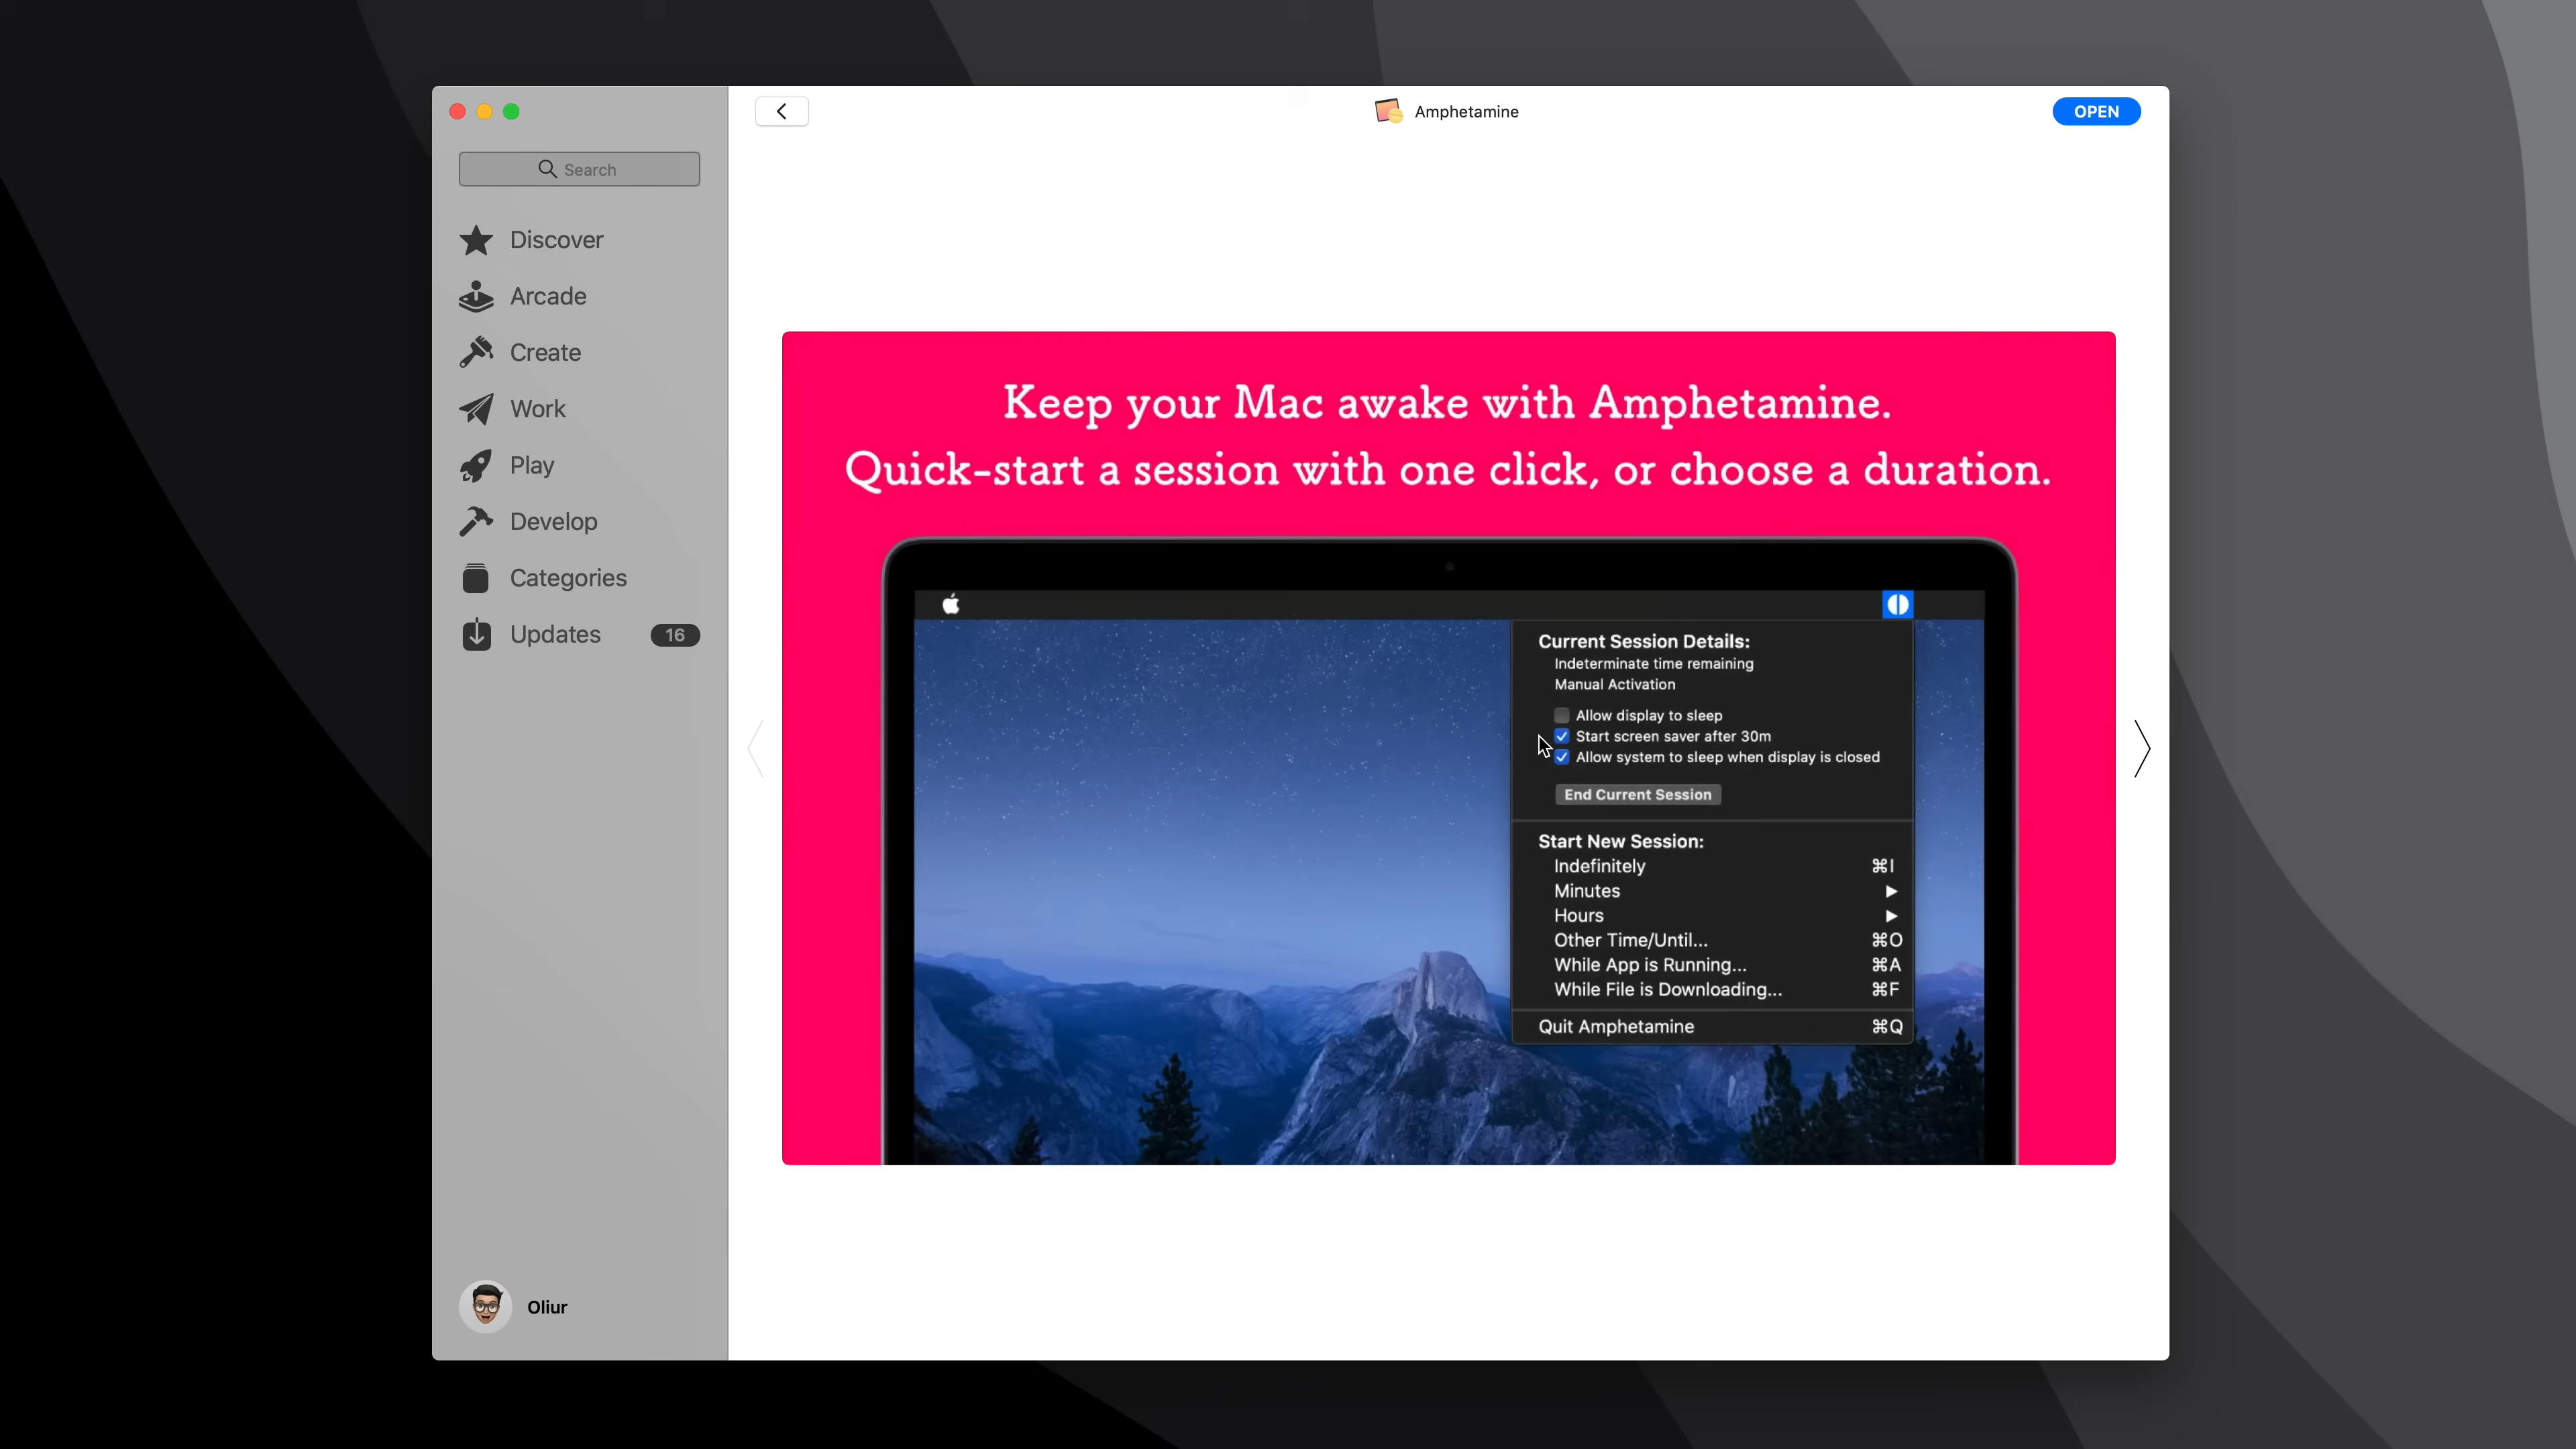 Search
Discover
Arcade
Create
Work
Play
Develop
Categories
Updates 16
Oliur
Amphetamine
OPEN
Keep your Mac awake with Amphetamine.
Quick-start a session with one click, or choose a duration.
Current Session Details:
Indeterminate time remaining
Manual Activation
Allow display to sleep
Start screen saver after 30m
Allow system to sleep when display is closed
End Current Session
Start New Session:
Indefinitely ⌘I
Minutes ▶
Hours ▶
Other Time/Until... ⌘O
While App is Running... ⌘A
While File is Downloading... ⌘F
Quit Amphetamine ⌘Q